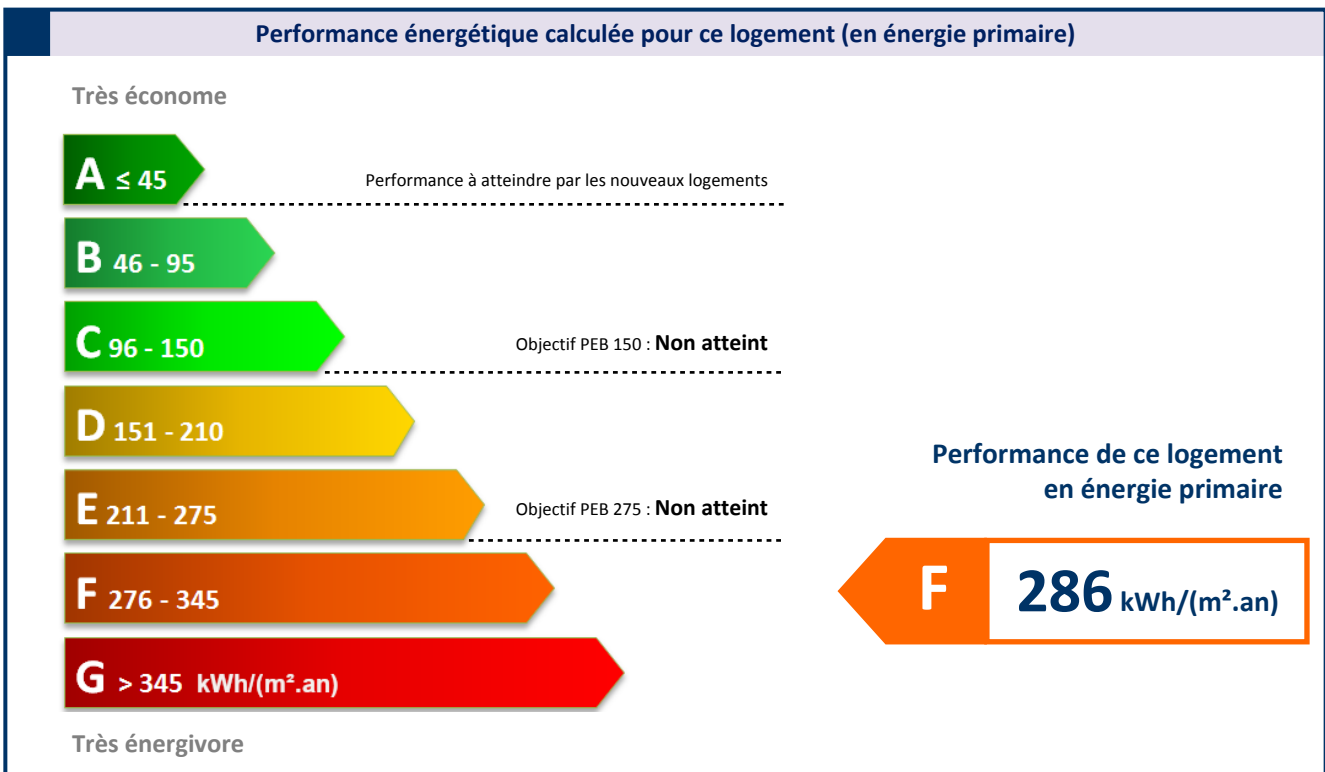 Performance énergétique calculée pour ce logement (en énergie primaire)
Très économe
A ≤ 45
Performance à atteindre par les nouveaux logements
B 46 - 95
C 96 - 150
Objectif PEB 150 : Non atteint
D 151 - 210
E 211 - 275
Objectif PEB 275 : Non atteint
F 276 - 345
G > 345 kWh/(m².an)
Très énergivore
Performance de ce logement
en énergie primaire
F 286 kWh/(m².an)